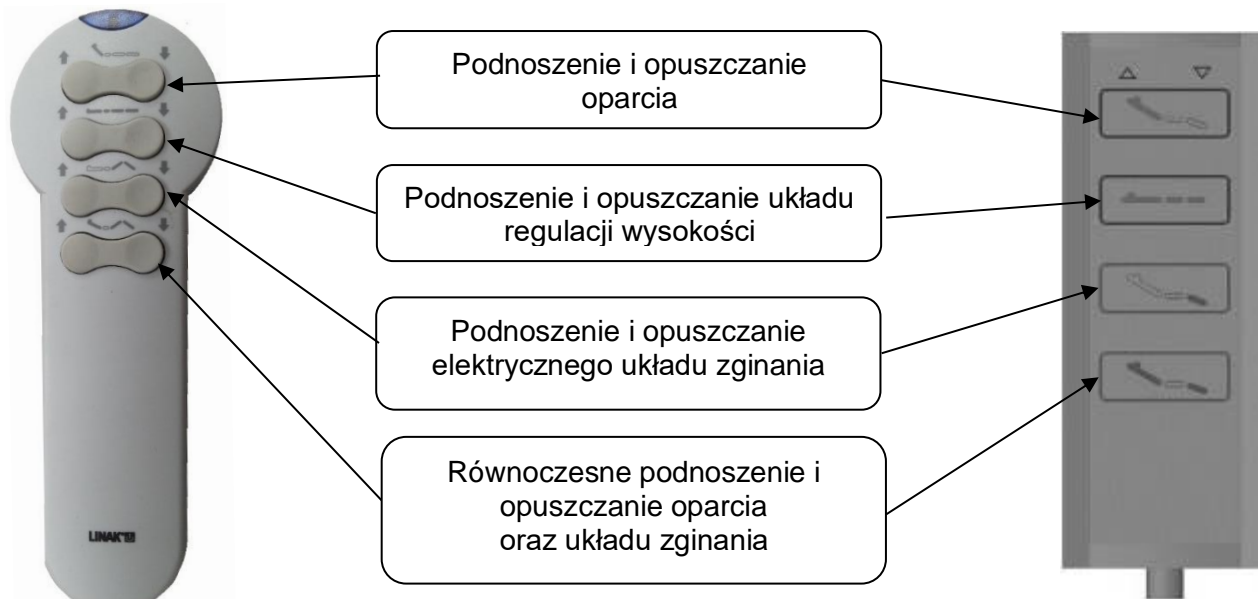 Podnoszenie i opuszczanie
oparcia
Podnoszenie i opuszczanie układu
regulacji wysokości
Podnoszenie i opuszczanie
elektrycznego układu zginania
Równoczesne podnoszenie i
opuszczanie oparcia
oraz układu zginania
LINAK